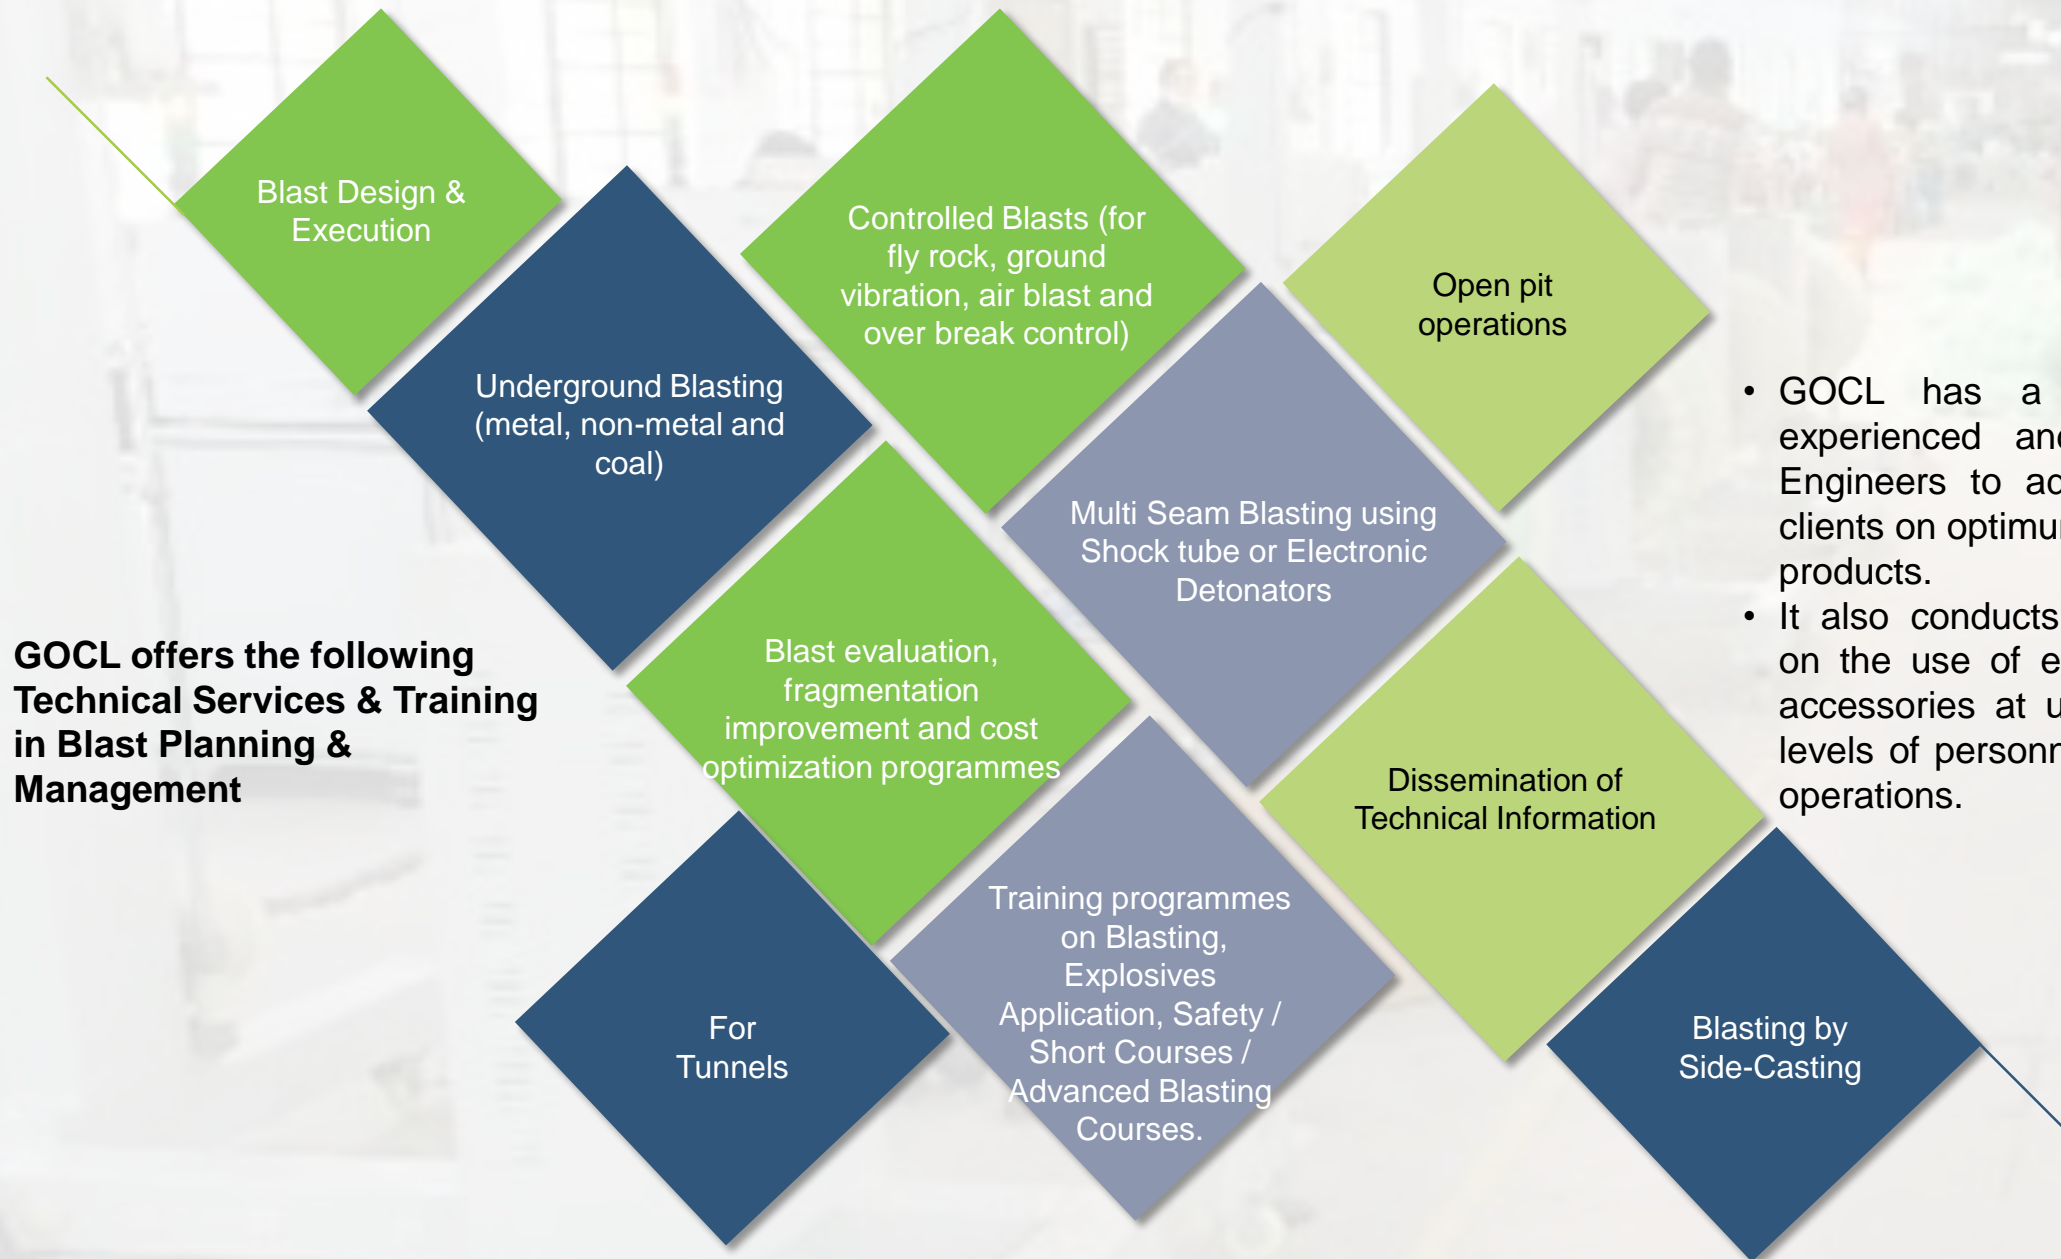 Blast Design &
Execution
Underground Blasting
(metal, non-metal and
coal)
Controlled Blasts (for
fly rock, ground
vibration, air blast and
over break control)
Open pit
operations
Multi Seam Blasting using
Shock tube or Electronic
Detonators
Blast evaluation,
fragmentation
improvement and cost
optimization programmes
Dissemination of
Technical Information
For
Tunnels
Training programmes
on Blasting,
Explosives
Application, Safety /
Short Courses /
Advanced Blasting
Courses.
Blasting by
Side-Casting
GOCL offers the following
Technical Services & Training
in Blast Planning &
Management
• GOCL has a
experienced
Engineers to
clients on
products.
• It also conducts
on the use of
accessories at
levels of
operations.